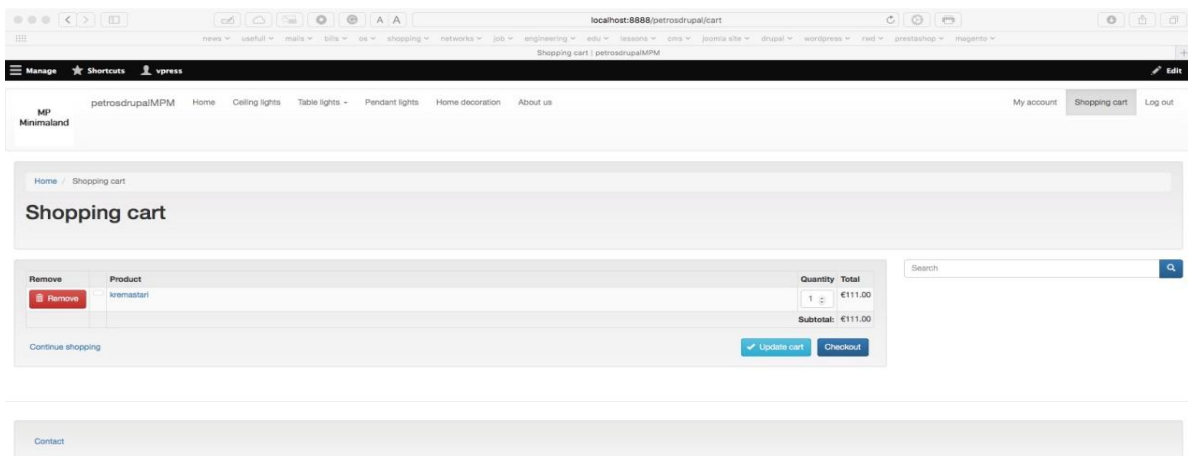 A A
localhost:8888/petrosdrupal/cart
news usefull mails bills os shopping networks job engineering edu lessons cms joomla site drupal wordpress rwd prestashop magento
Shopping cart | petrosdrupalMPM
Manage Shortcuts vpress Edit
MP
Minimaland
petrosdrupalMPM Home Ceiling lights Table lights Pendant lights Home decoration About us My account Shopping cart Log out
Home / Shopping cart
Shopping cart
Search
Remove Product Quantity Total
Remove kremastari 1 €111.00
Subtotal: €111.00
Continue shopping Update cart Checkout
Contact